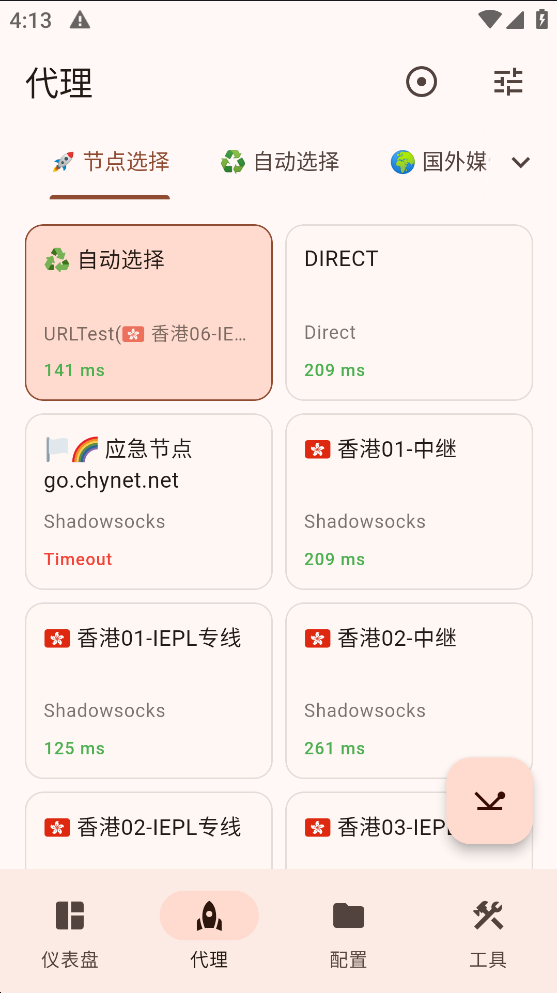 4:13
代理
🚀 节点选择
♻️ 自动选择
🌍 国外媒
♻️ 自动选择
URLTest(🇭🇰 香港06-IE...
141 ms
DIRECT
Direct
209 ms
🏳️‍🌈 应急节点
go.chynet.net
Shadowsocks
Timeout
🇭🇰 香港01-中继
Shadowsocks
209 ms
🇭🇰 香港01-IEPL专线
Shadowsocks
125 ms
🇭🇰 香港02-中继
Shadowsocks
261 ms
🇭🇰 香港02-IEPL专线
🇭🇰 香港03-IEP
仪表盘
代理
配置
工具